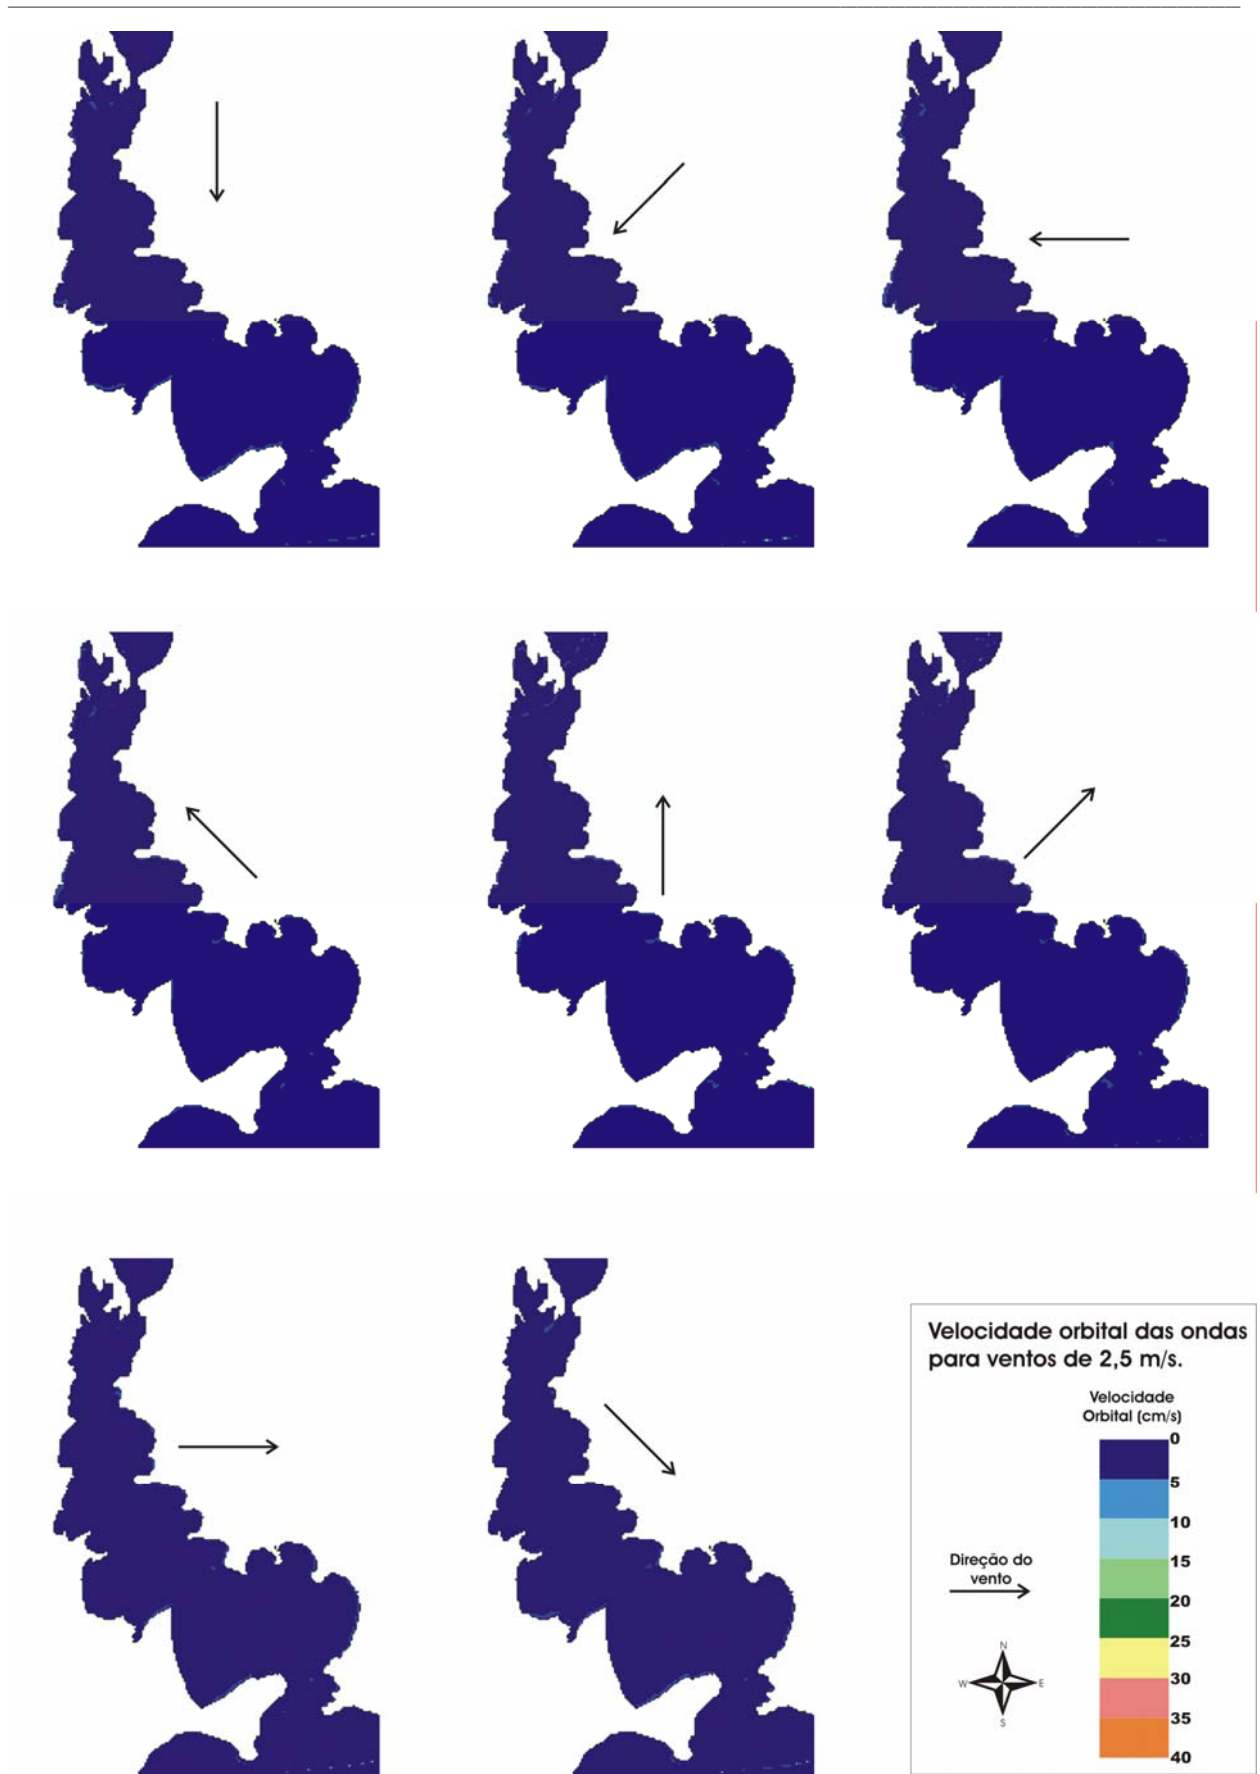 Velocidade orbital das ondas
para ventos de 2,5 m/s.
Velocidade
Orbital (cm/s)
0
5
10
15
20
25
30
35
40
Direção do
vento
N
W
E
S